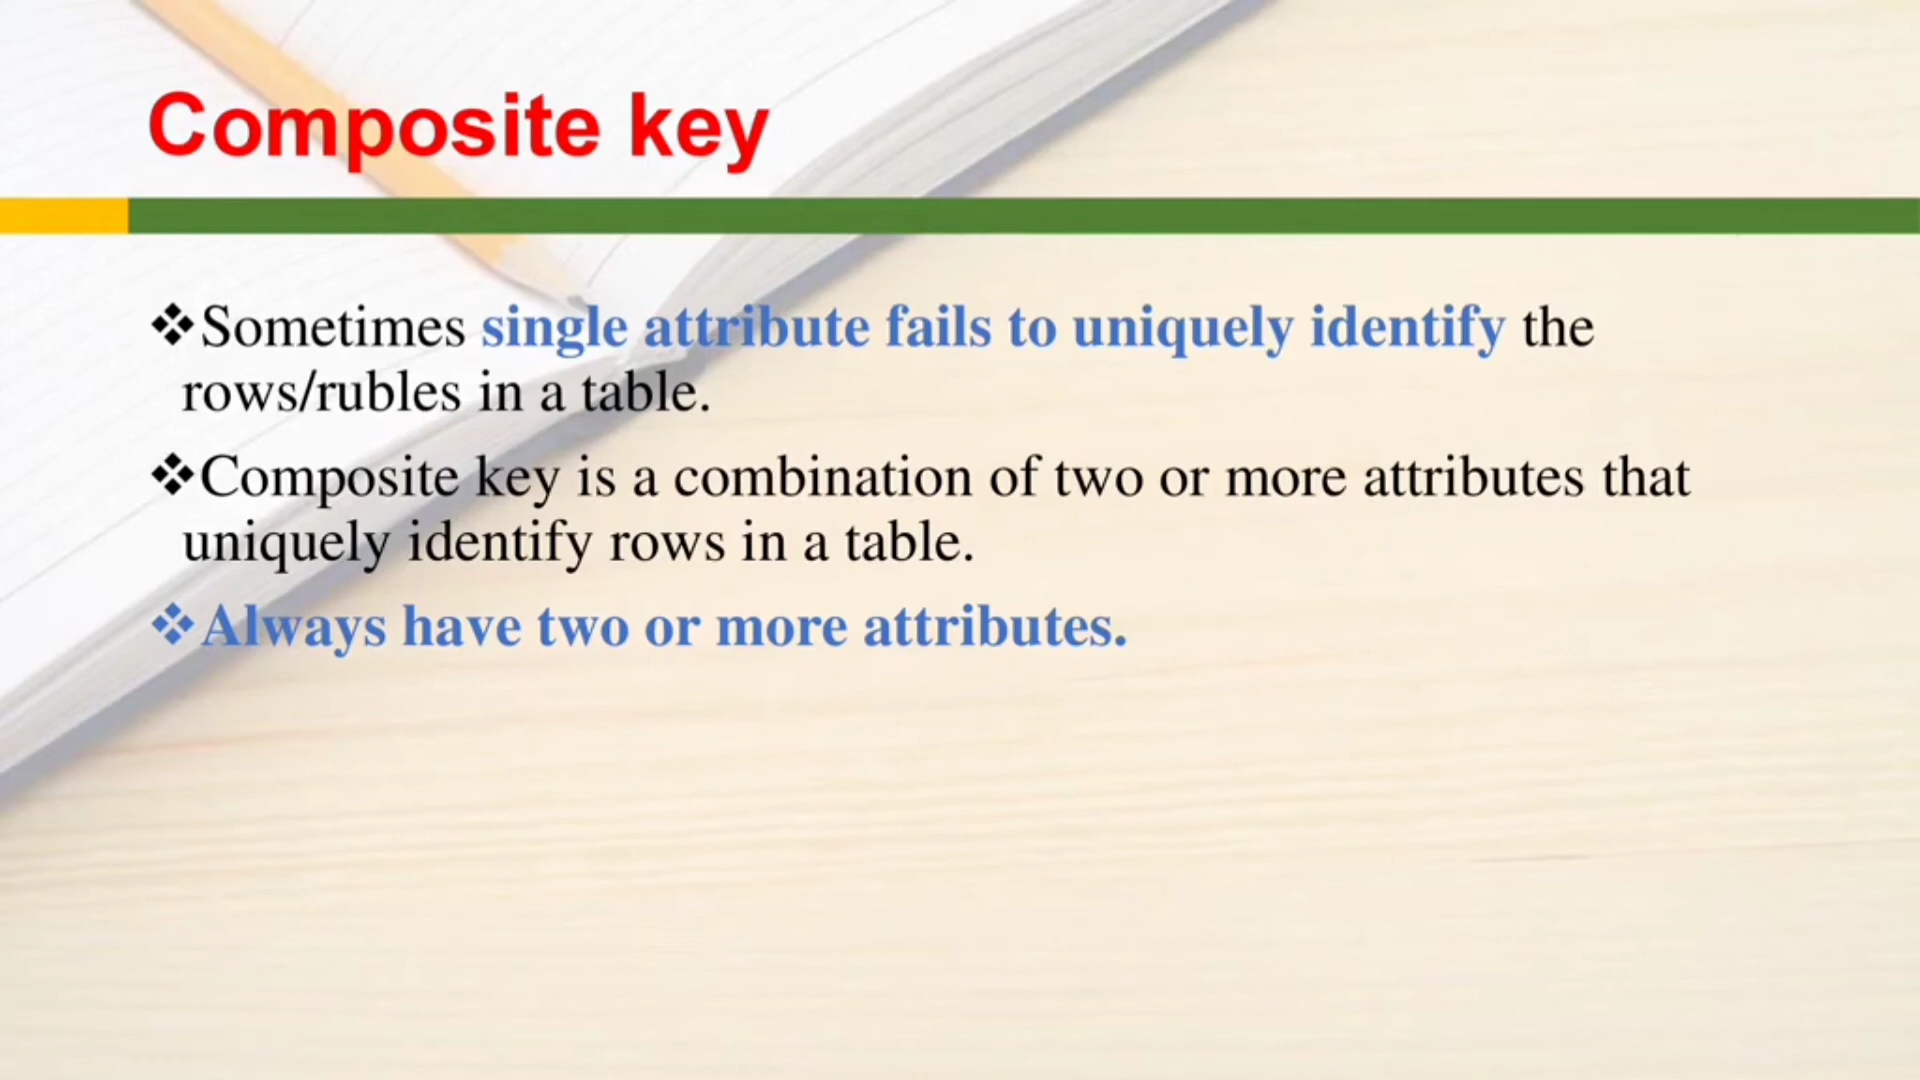 Composite key
❖Sometimes single attribute fails to uniquely identify the
rows/rubles in a table.
❖Composite key is a combination of two or more attributes that
uniquely identify rows in a table.
❖Always have two or more attributes.